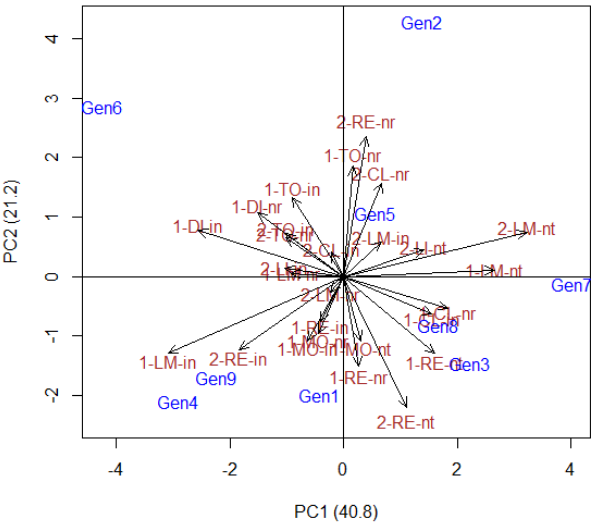 Gen2
4
Gen6
3
2-RE-nr
1-TO-nr
2
2-CL-nr
1-TO-in
1-DI-nr
Gen5
1
1-DI-in
2-LM-nt
2-LM-in
2-CL-in
2-LI-nt
1-LM-nt
0
Gen7
2-LM-nr
1-CL-nr
1-RE-in
Gen8
-1
1-MO-nr
1-MO-in
1-MO-nt
1-LM-in
2-RE-in
1-RE-nt
Gen3
Gen9
1-RE-nr
-2
Gen4
Gen1
2-RE-nt
-4
-2
0
2
4
PC1 (40.8)
PC2 (21.2)